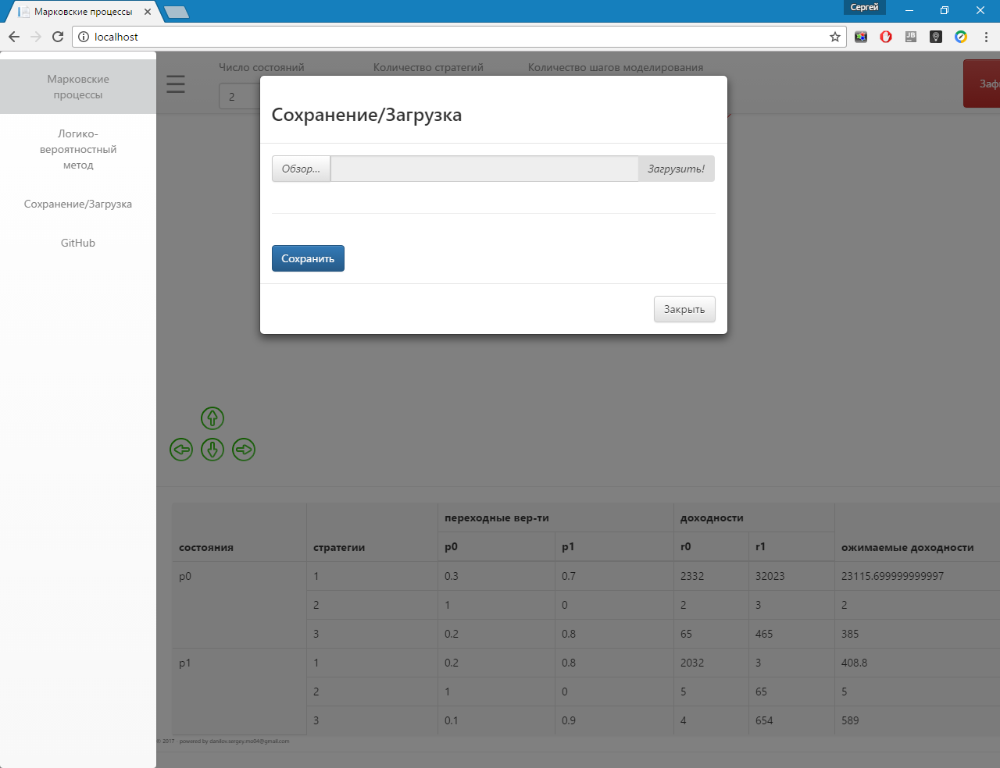 Марковские процессы
Сергей
localhost
JB
Марковские
процессы
Логико-
вероятностный
метод
Сохранение/Загрузка
GitHub
Число состояний
Количество стратегий
Количество шагов моделирования
2
Заф
Сохранение/Загрузка
Обзор...
Загрузить!
Сохранить
Закрыть
переходные вер-ти доходности
состояния стратегии p0 p1 r0 r1 ожимаемые доходности
p0 1 0.3 0.7 2332 32023 23115.699999999997
2 1 0 2 3 2
3 0.2 0.8 65 465 385
p1 1 0.2 0.8 2032 3 408.8
2 1 0 5 65 5
3 0.1 0.9 4 654 589
© 2017 · powered by danilov.sergey.mo04@gmail.com